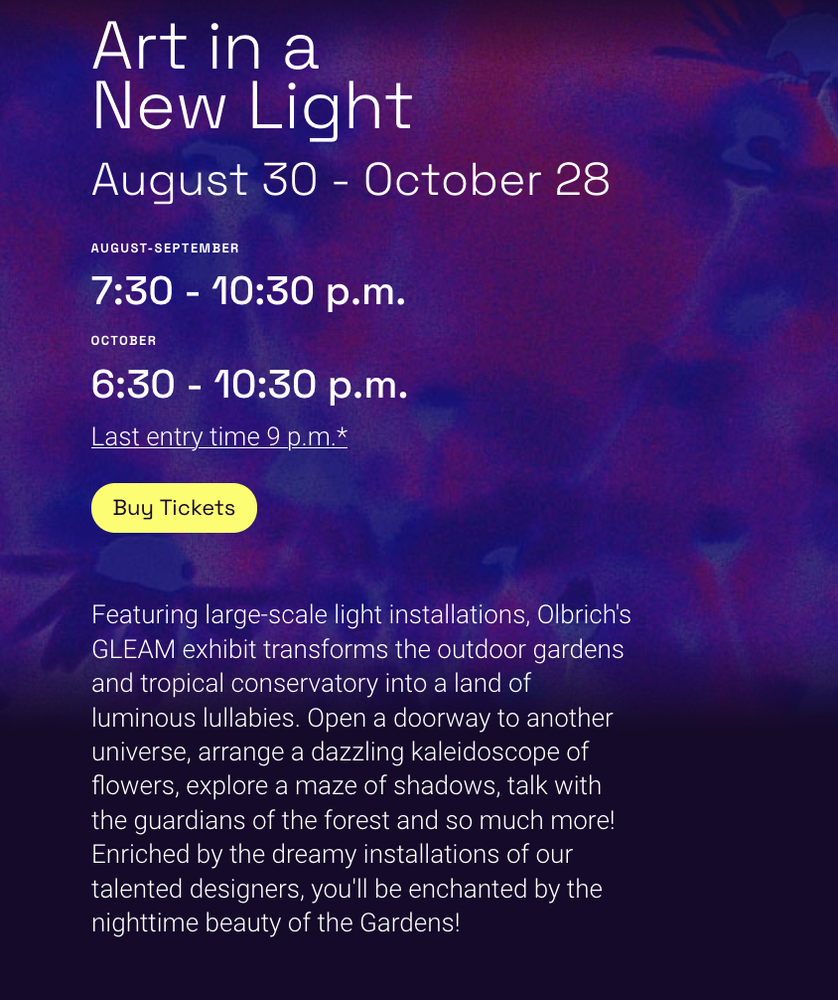 Art in a
New Light
August 30 - October 28
AUGUST-SEPTEMBER
7:30 - 10:30 p.m.
OCTOBER
6:30 - 10:30 p.m.
Last entry time 9 p.m.*
Buy Tickets
Featuring large-scale light installations, Olbrich's
GLEAM exhibit transforms the outdoor gardens
and tropical conservatory into a land of
luminous lullabies. Open a doorway to another
universe, arrange a dazzling kaleidoscope of
flowers, explore a maze of shadows, talk with
the guardians of the forest and so much more!
Enriched by the dreamy installations of our
talented designers, you'll be enchanted by the
nighttime beauty of the Gardens!